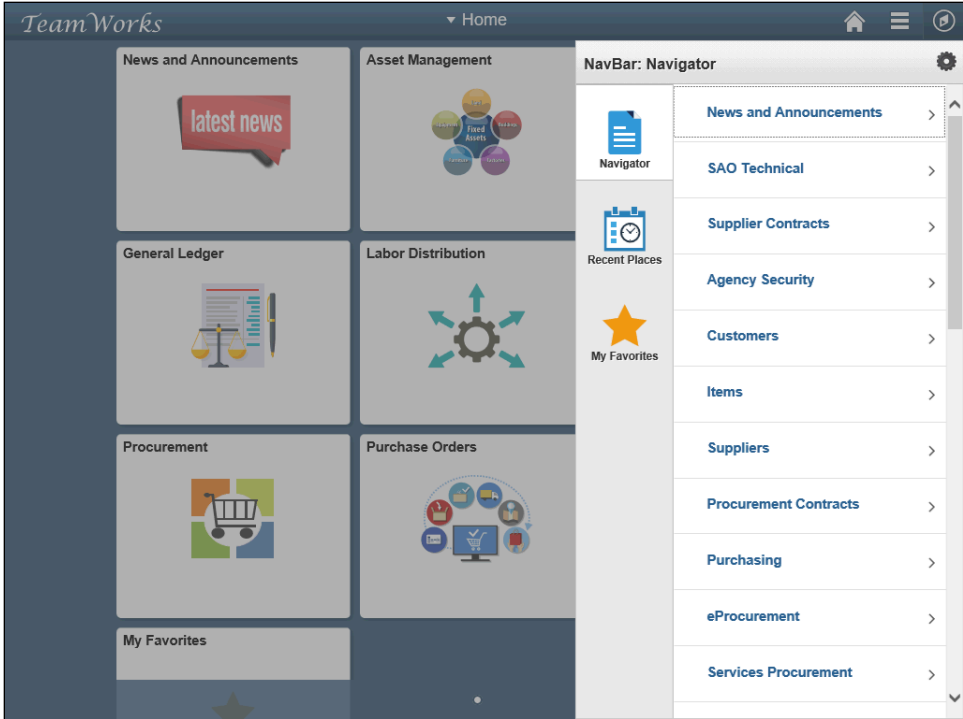 TeamWorks
Home
News and Announcements
latest news
Asset Management
Fixed
Assets
General Ledger
Labor Distribution
Procurement
Purchase Orders
My Favorites
NavBar: Navigator
Navigator
Recent Places
My Favorites
News and Announcements
SAO Technical
Supplier Contracts
Agency Security
Customers
Items
Suppliers
Procurement Contracts
Purchasing
eProcurement
Services Procurement